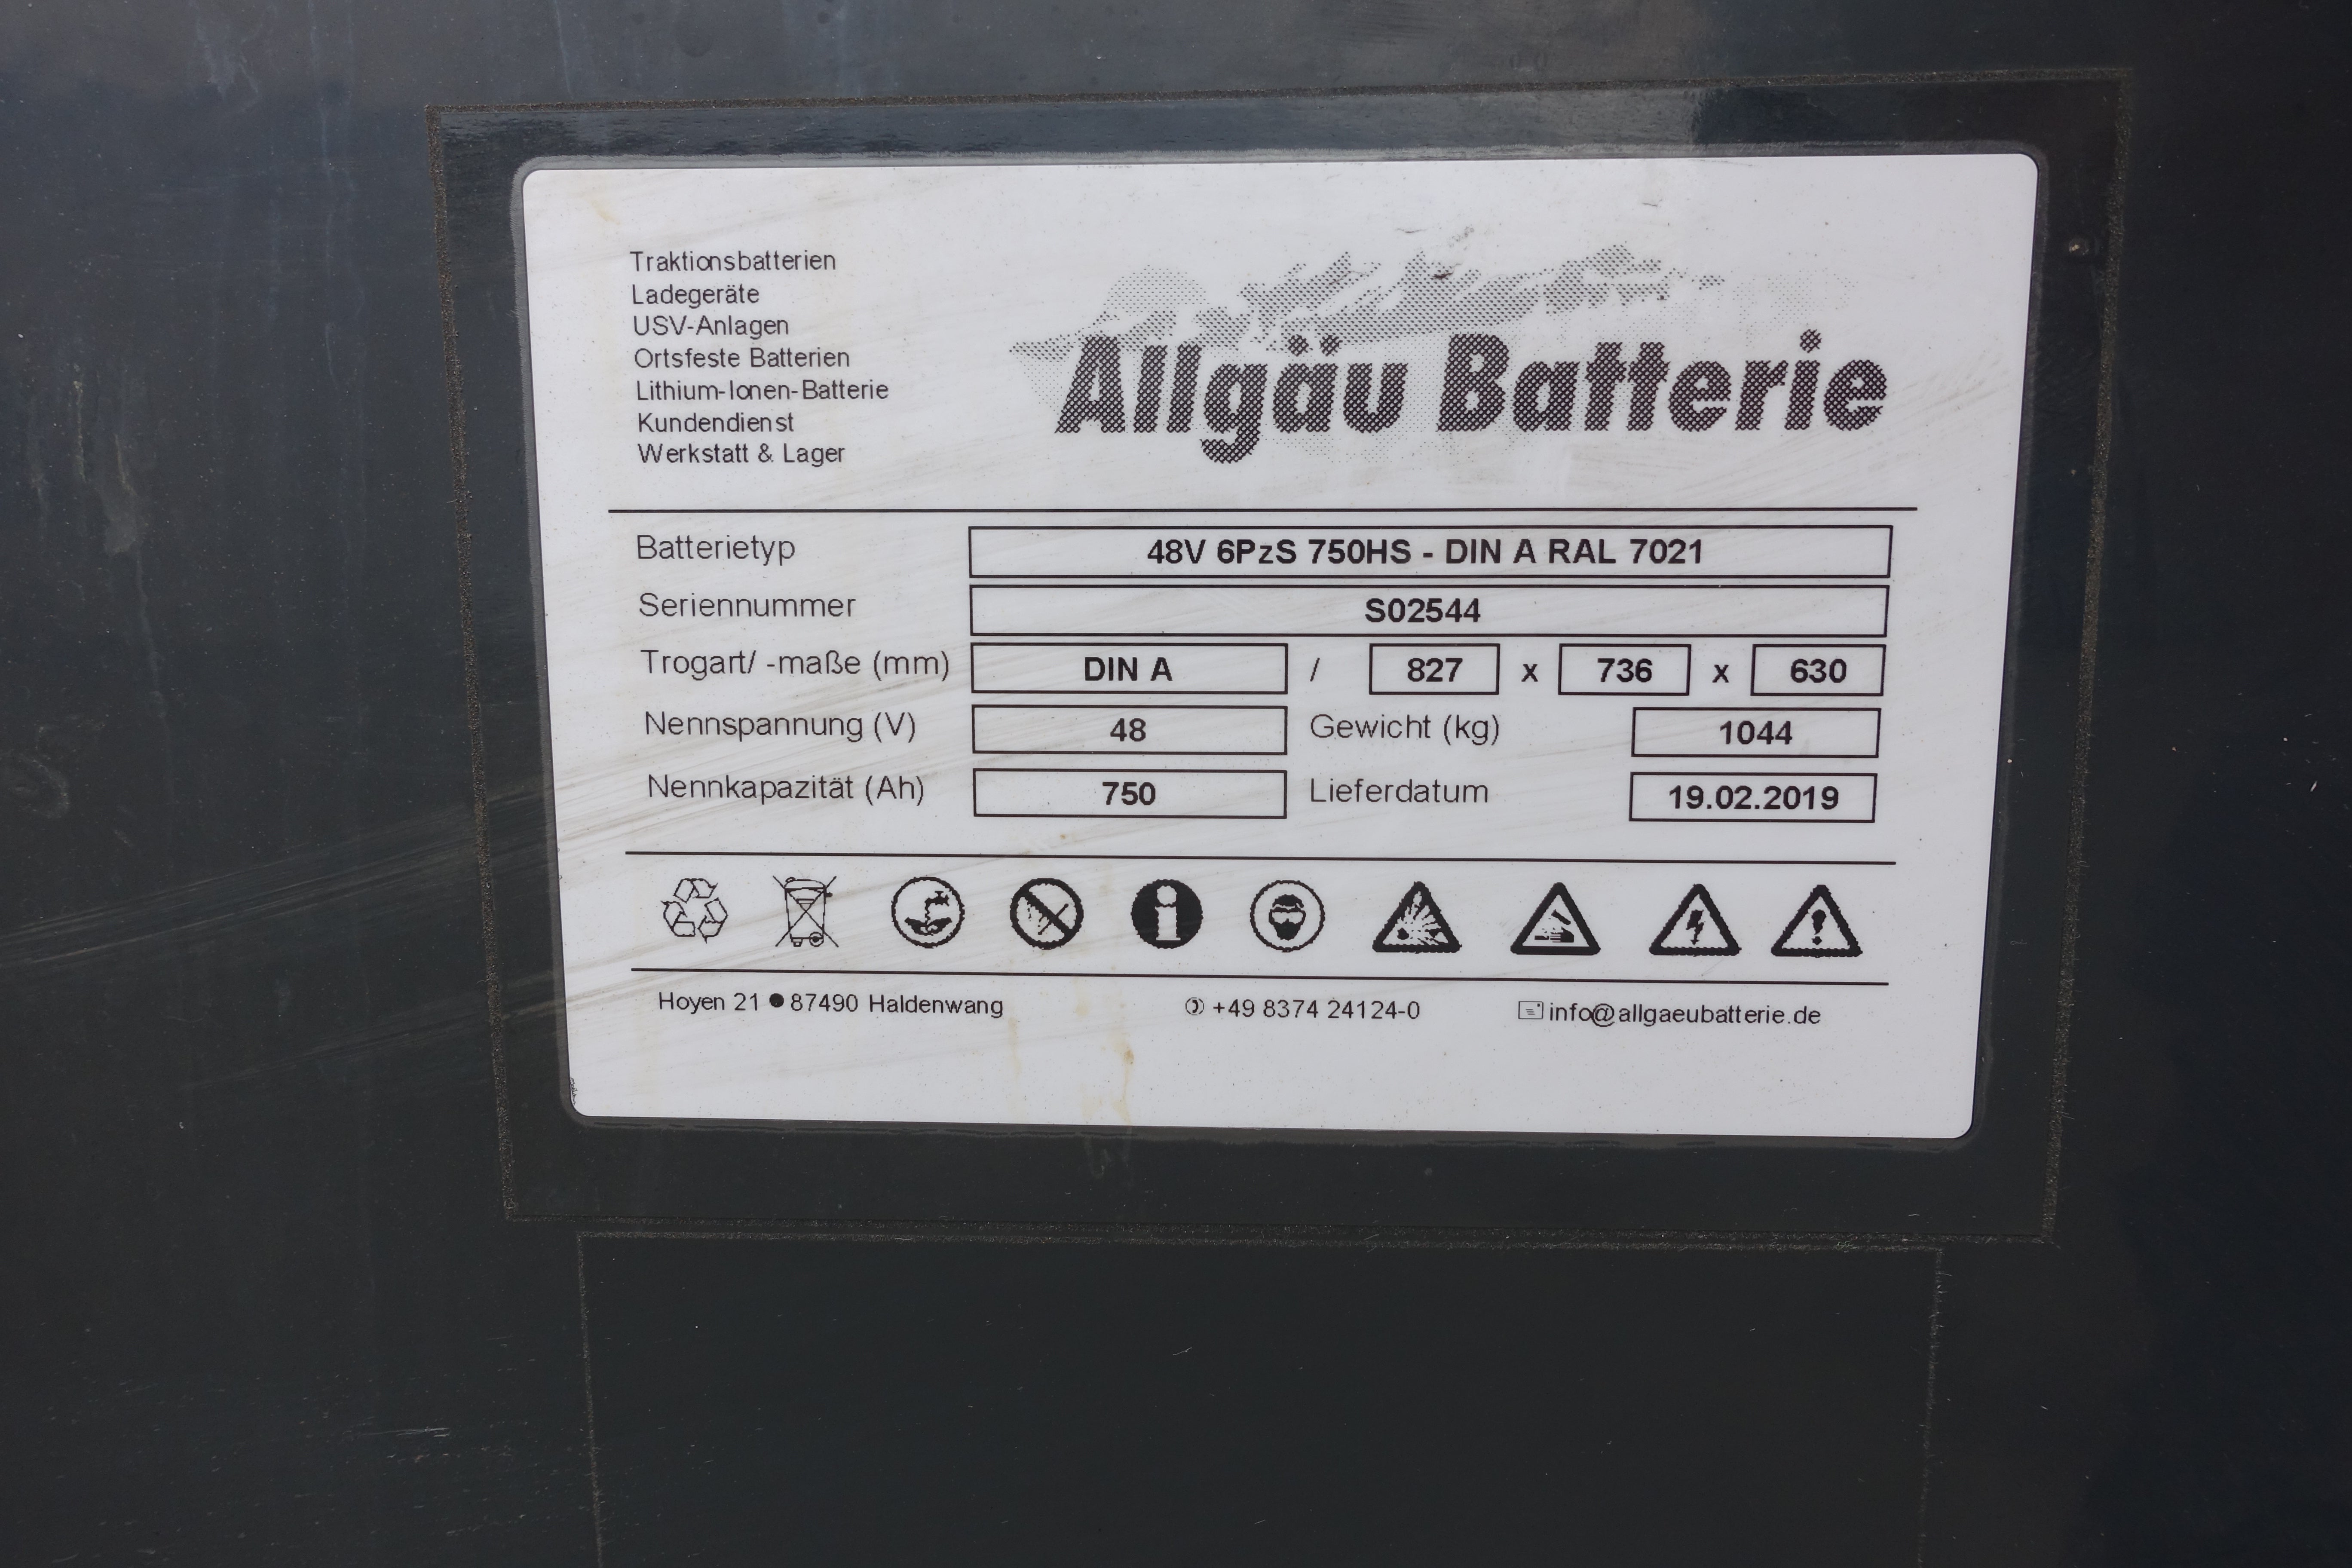 Traktionsbatterien
Ladegeräte
USV-Anlagen
Ortsfeste Batterien
Lithium-Ionen-Batterie
Kundendienst
Werkstatt & Lager
Allgäu Batterie
Batterietyp 48V 6PzS 750HS - DIN A RAL 7021
Seriennummer S02544
Trogart/ -maße (mm) DIN A / 827 x 736 x 630
Nennspannung (V) 48 Gewicht (kg) 1044
Nennkapazität (Ah) 750 Lieferdatum 19.02.2019
Hoyen 21 ● 87490 Haldenwang ✆ +49 8374 24124-0 info@allgaeubatterie.de